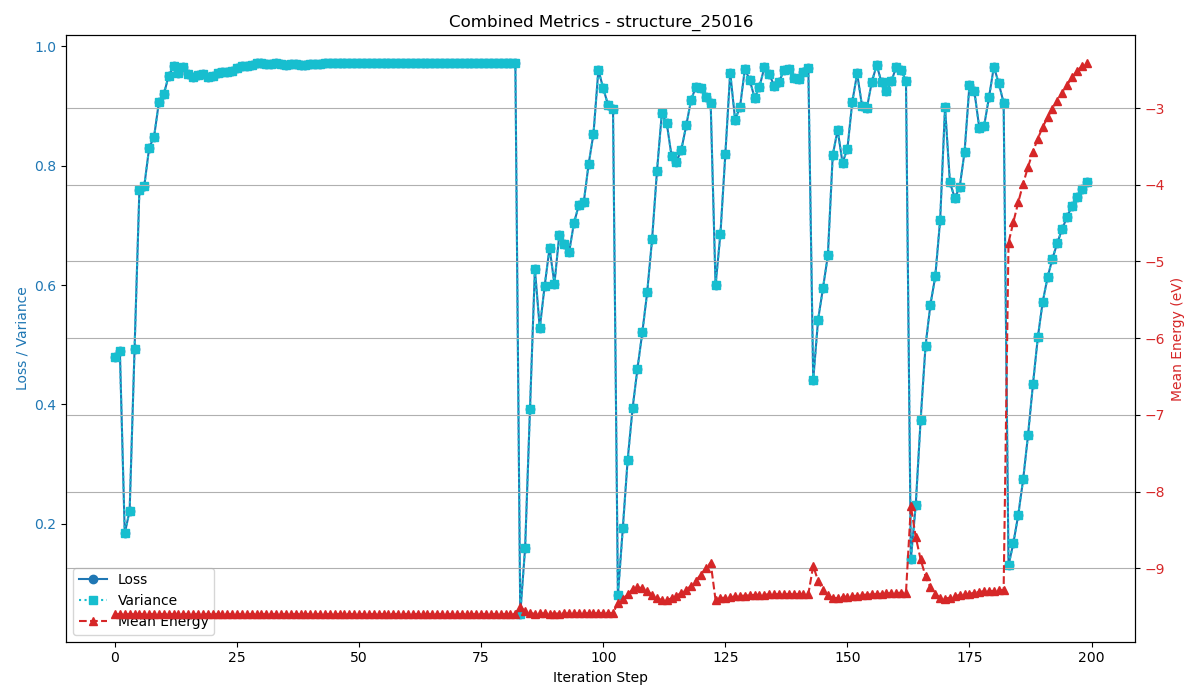 Combined Metrics - structure_25016
1.0
0.8
0.6
0.4
0.2
Loss / Variance
−3
−4
−5
−6
−7
−8
−9
Mean Energy (eV)
Loss
Variance
Mean Energy
0 25 50 75 100 125 150 175 200
Iteration Step